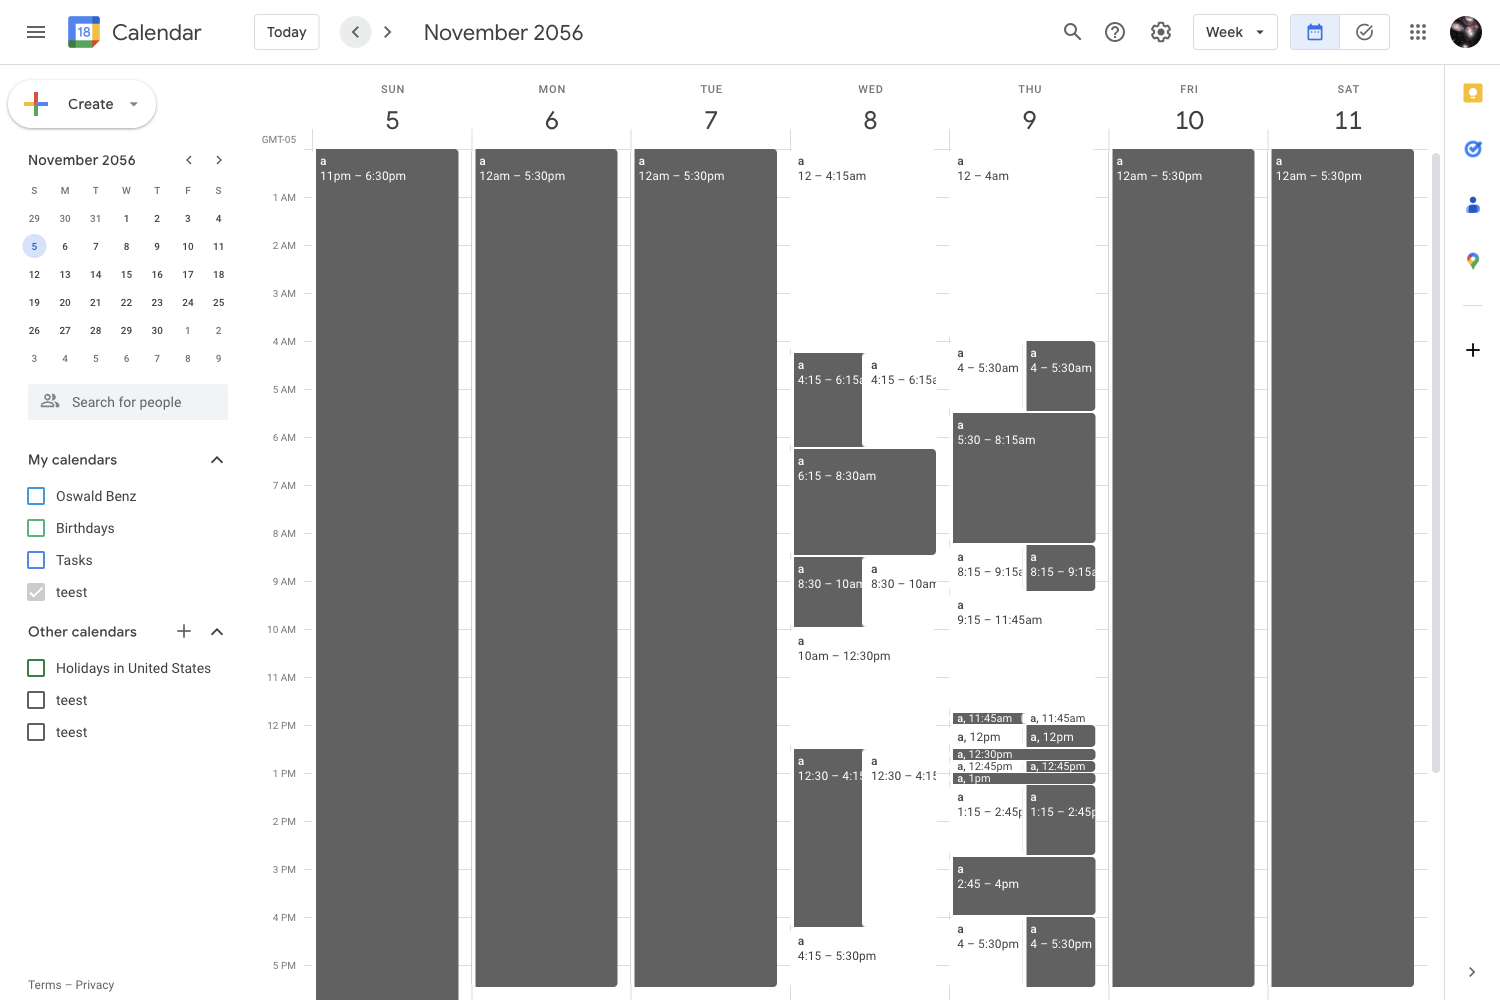 18 Calendar
Today
November 2056
Week
Create
November 2056
S M T W T F S
29 30 31 1 2 3 4
5 6 7 8 9 10 11
12 13 14 15 16 17 18
19 20 21 22 23 24 25
26 27 28 29 30 1 2
3 4 5 6 7 8 9
Search for people
My calendars
Oswald Benz
Birthdays
Tasks
teest
Other calendars
Holidays in United States
teest
teest
Terms – Privacy
SUN MON TUE WED THU FRI SAT
5 6 7 8 9 10 11
GMT-05
1 AM
2 AM
3 AM
4 AM
5 AM
6 AM
7 AM
8 AM
9 AM
10 AM
11 AM
12 PM
1 PM
2 PM
3 PM
4 PM
5 PM
a
11pm – 6:30pm
a
12am – 5:30pm
a
12am – 5:30pm
a
12 – 4:15am
a
4:15 – 6:15a
a
4:15 – 6:15a
a
6:15 – 8:30am
a
8:30 – 10am
a
8:30 – 10am
a
10am – 12:30pm
a
12:30 – 4:15
a
12:30 – 4:15
a
4:15 – 5:30pm
a
12 – 4am
a
4 – 5:30am
a
4 – 5:30am
a
5:30 – 8:15am
a
8:15 – 9:15a
a
8:15 – 9:15a
a
9:15 – 11:45am
a, 11:45am
a, 11:45am
a, 12pm
a, 12pm
a, 12:30pm
a, 12:45pm
a, 12:45pm
a, 1pm
a
1:15 – 2:45p
a
1:15 – 2:45p
a
2:45 – 4pm
a
4 – 5:30pm
a
4 – 5:30pm
a
12am – 5:30pm
a
12am – 5:30pm